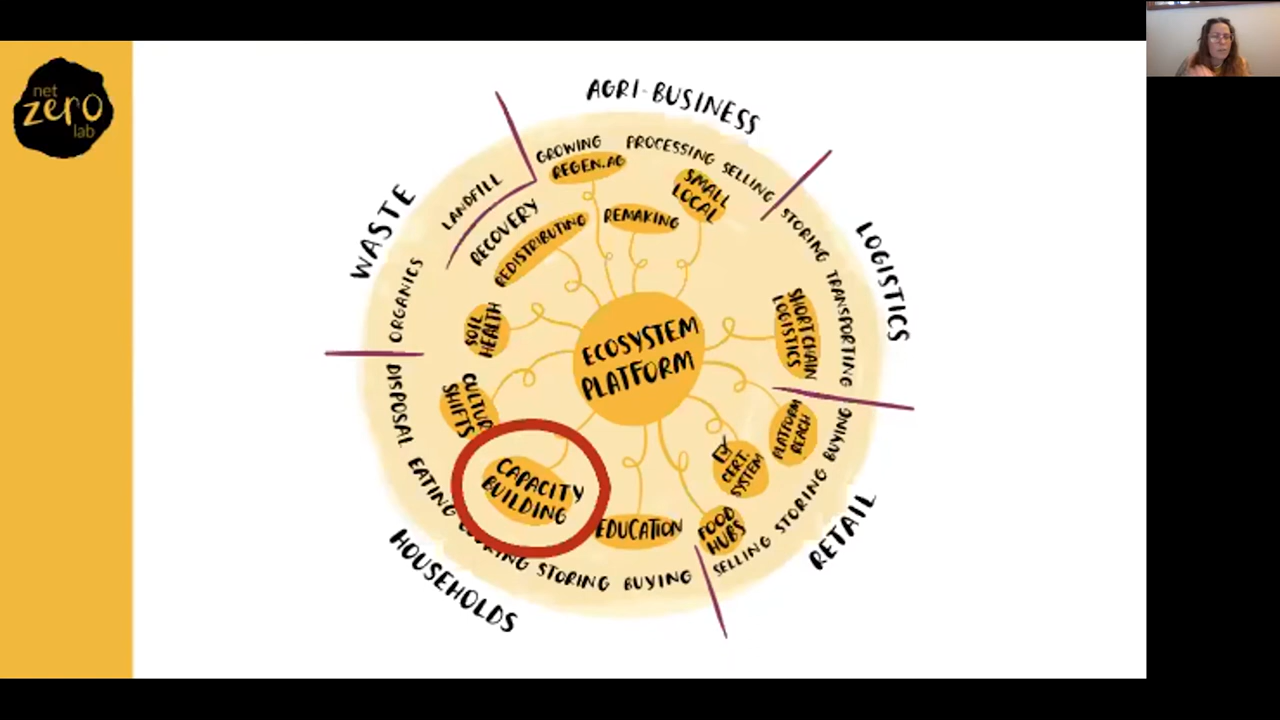 net
zero
lab
AGRI-BUSINESS
GROWING
PROCESSING
SELLING
REGEN.AG
SMALL
LOCAL
REMAKING
LOGISTICS
STORING
TRANSPORTING
SHORT CHAIN
LOGISTICS
RETAIL
BUYING
STORING
SELLING
PLATFORM
REACH
CERT.
SYSTEM
FOOD
HUBS
HOUSEHOLDS
BUYING
STORING
EATING
DISPOSAL
EDUCATION
CAPACITY
BUILDING
SHIFTS
WASTE
ORGANICS
LANDFILL
RECOVERY
REDISTRIBUTING
SOIL
HEALTH
ECOSYSTEM
PLATFORM